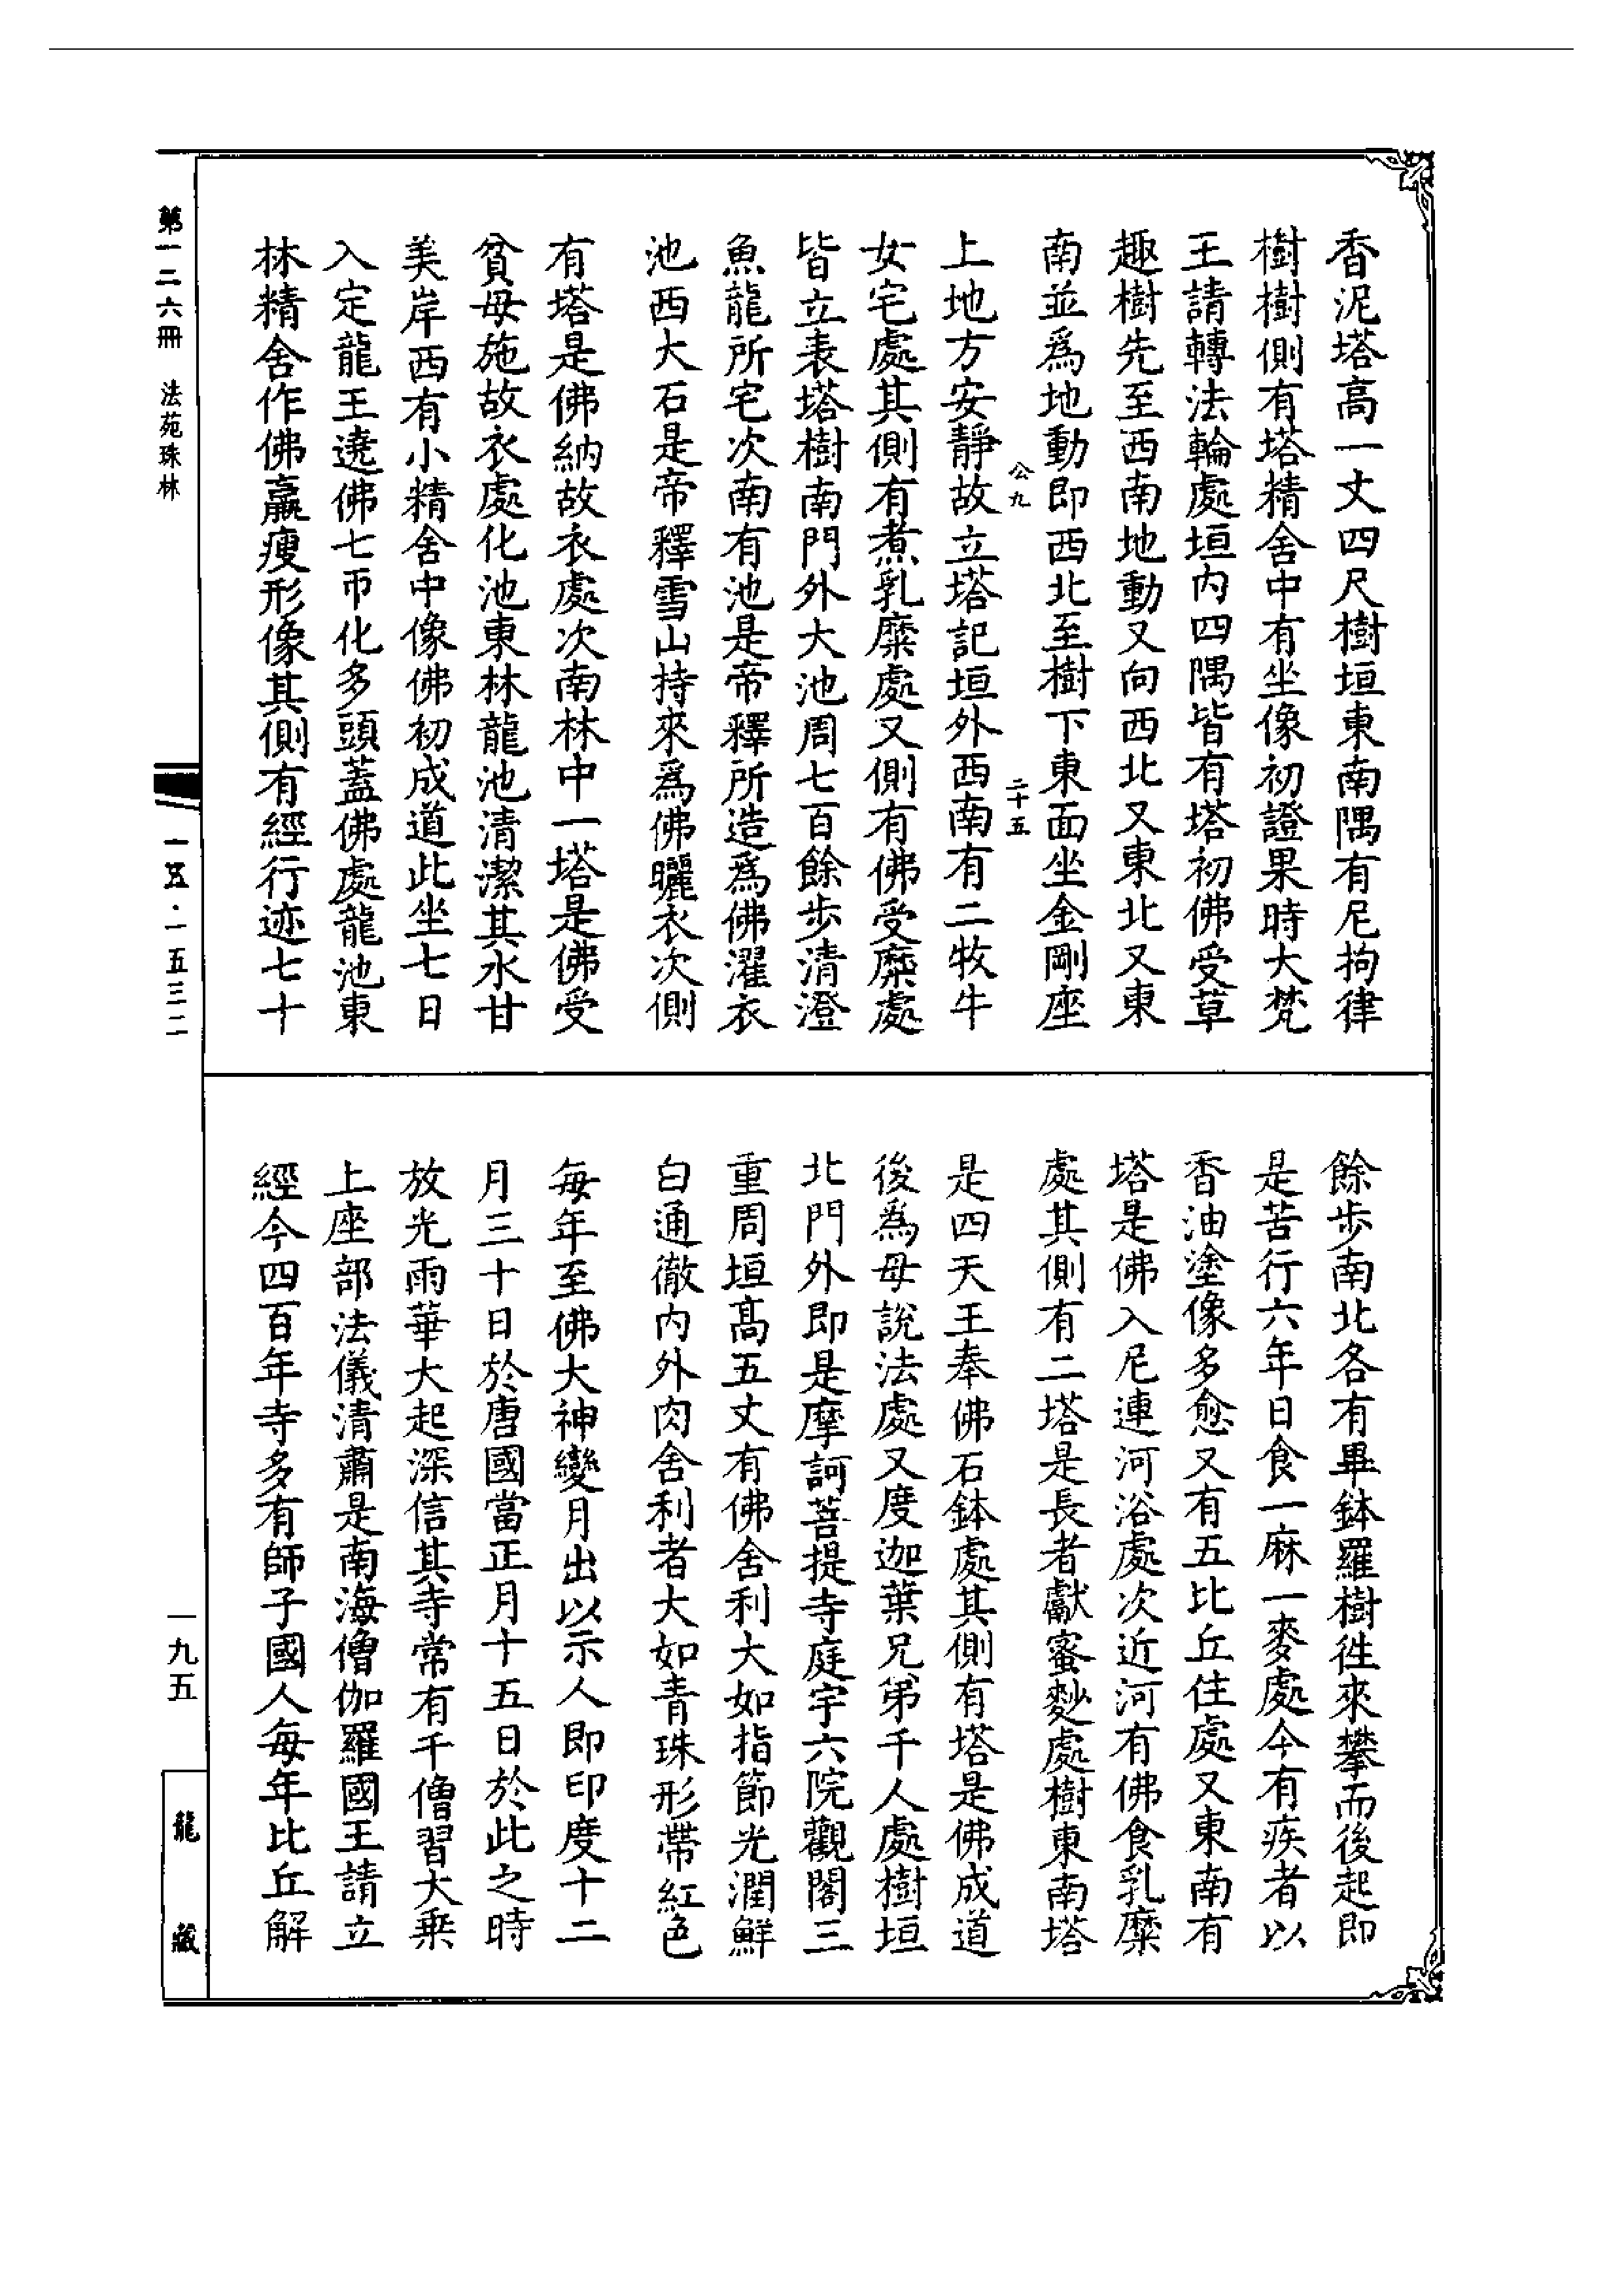 香泥塔高一丈四尺樹垣東南隅有尼拘律
樹樹側有塔精舍中有坐像初證果時大梵
王請轉法輪處垣内四隅皆有塔初佛受草
趣樹先至西南地動又向西北又東北又東
南並爲地動即西北至樹下東面坐金剛座
公九
二十五
上地方安靜故立塔記垣外西南有二牧牛
女宅處其側有煮乳糜處又側有佛受糜處
皆立表塔樹南門外大池周七百餘步清澄
魚龍所宅次南有池是帝釋所造爲佛濯衣
池西大石是帝釋雪山持來爲佛曬衣次側
有塔是佛納故衣處次南林中一塔是佛受
貧母施故衣處化池東林龍池清潔其水甘
美岸西有小精舍中像佛初成道此坐七日
入定龍王遶佛七帀化多頭蓋佛處龍池東
林精舍作佛羸瘦形像其側有經行迹七十
餘步南北各有畢鉢羅樹徃來攀而後起即
是苦行六年日食一麻一麥處今有疾者以
香油塗像多愈又有五比丘住處又東南有
塔是佛入尼連河浴處次近河有佛食乳糜
處其側有二塔是長者獻蜜麨處樹東南塔
是四天王奉佛石鉢處其側有塔是佛成道
後爲母說法處又度迦葉兄弟千人處樹垣
北門外即是摩訶菩提寺庭宇六院觀閣三
重周垣髙五丈有佛舍利大如指節光潤鮮
白通徹内外肉舍利者大如青珠形帶紅色
每年至佛大神變月出以示人即印度十二
月三十日於唐國當正月十五日於此之時
放光雨華大起深信其寺常有千僧習大乘
上座部法儀清肅是南海僧伽羅國王請立
經今四百年寺多有師子國人每年比丘解
第一二六冊　法苑珠林
一五三二
一九五
龍藏